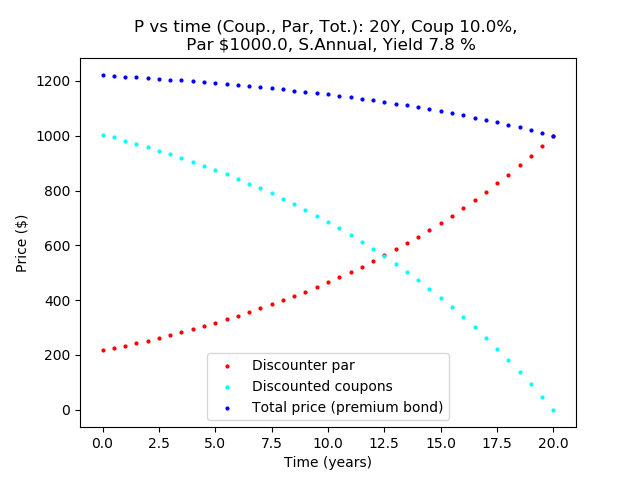 P vs time (Coup., Par, Tot.): 20Y, Coup 10.0%,
Par $1000.0, S.Annual, Yield 7.8 %
1200
1000
800
600
400
200
0
Price ($)
Discounter par
Discounted coupons
Total price (premium bond)
0.0 2.5 5.0 7.5 10.0 12.5 15.0 17.5 20.0
Time (years)